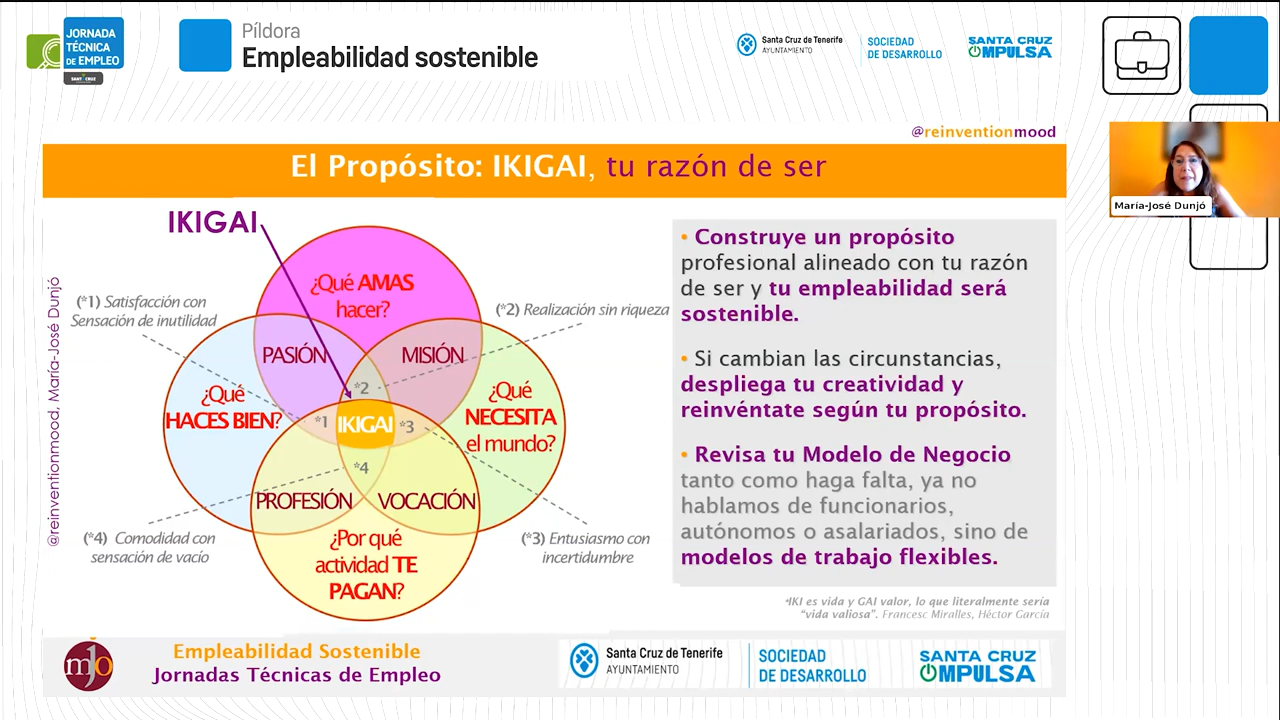 JORNADA
TÉCNICA
DE EMPLEO
Píldora
Empleabilidad sostenible
Santa Cruz de Tenerife
AYUNTAMIENTO
SOCIEDAD
DE DESARROLLO
SANTA CRUZ
OMPULSA
@reinventionmood
El Propósito: IKIGAI, tu razón de ser
María-José Dunjó
IKIGAI
¿Qué AMAS
hacer?
(*1) Satisfacción con
Sensación de inutilidad
(*2) Realización sin riqueza
PASIÓN
MISIÓN
*2
¿Qué
HACES BIEN?
*1
IKIGAI
*3
¿Qué
NECESITA
el mundo?
*4
PROFESIÓN
VOCACIÓN
¿Por qué
actividad TE
PAGAN?
(*4) Comodidad con
sensación de vacío
(*3) Entusiasmo con
incertidumbre
@reinventionmood, María-José Dunjó
• Construye un propósito
profesional alineado con tu razón
de ser y tu empleabilidad será
sostenible.
• Si cambian las circunstancias,
despliega tu creatividad y
reinvéntate según tu propósito.
• Revisa tu Modelo de Negocio
tanto como haga falta, ya no
hablamos de funcionarios,
autónomos o asalariados, sino de
modelos de trabajo flexibles.
*IKI es vida y GAI valor, lo que literalmente sería
"vida valiosa". Francesc Miralles, Héctor García
mjo
Empleabilidad Sostenible
Jornadas Técnicas de Empleo
Santa Cruz de Tenerife
AYUNTAMIENTO
SOCIEDAD
DE DESARROLLO
SANTA CRUZ
OMPULSA